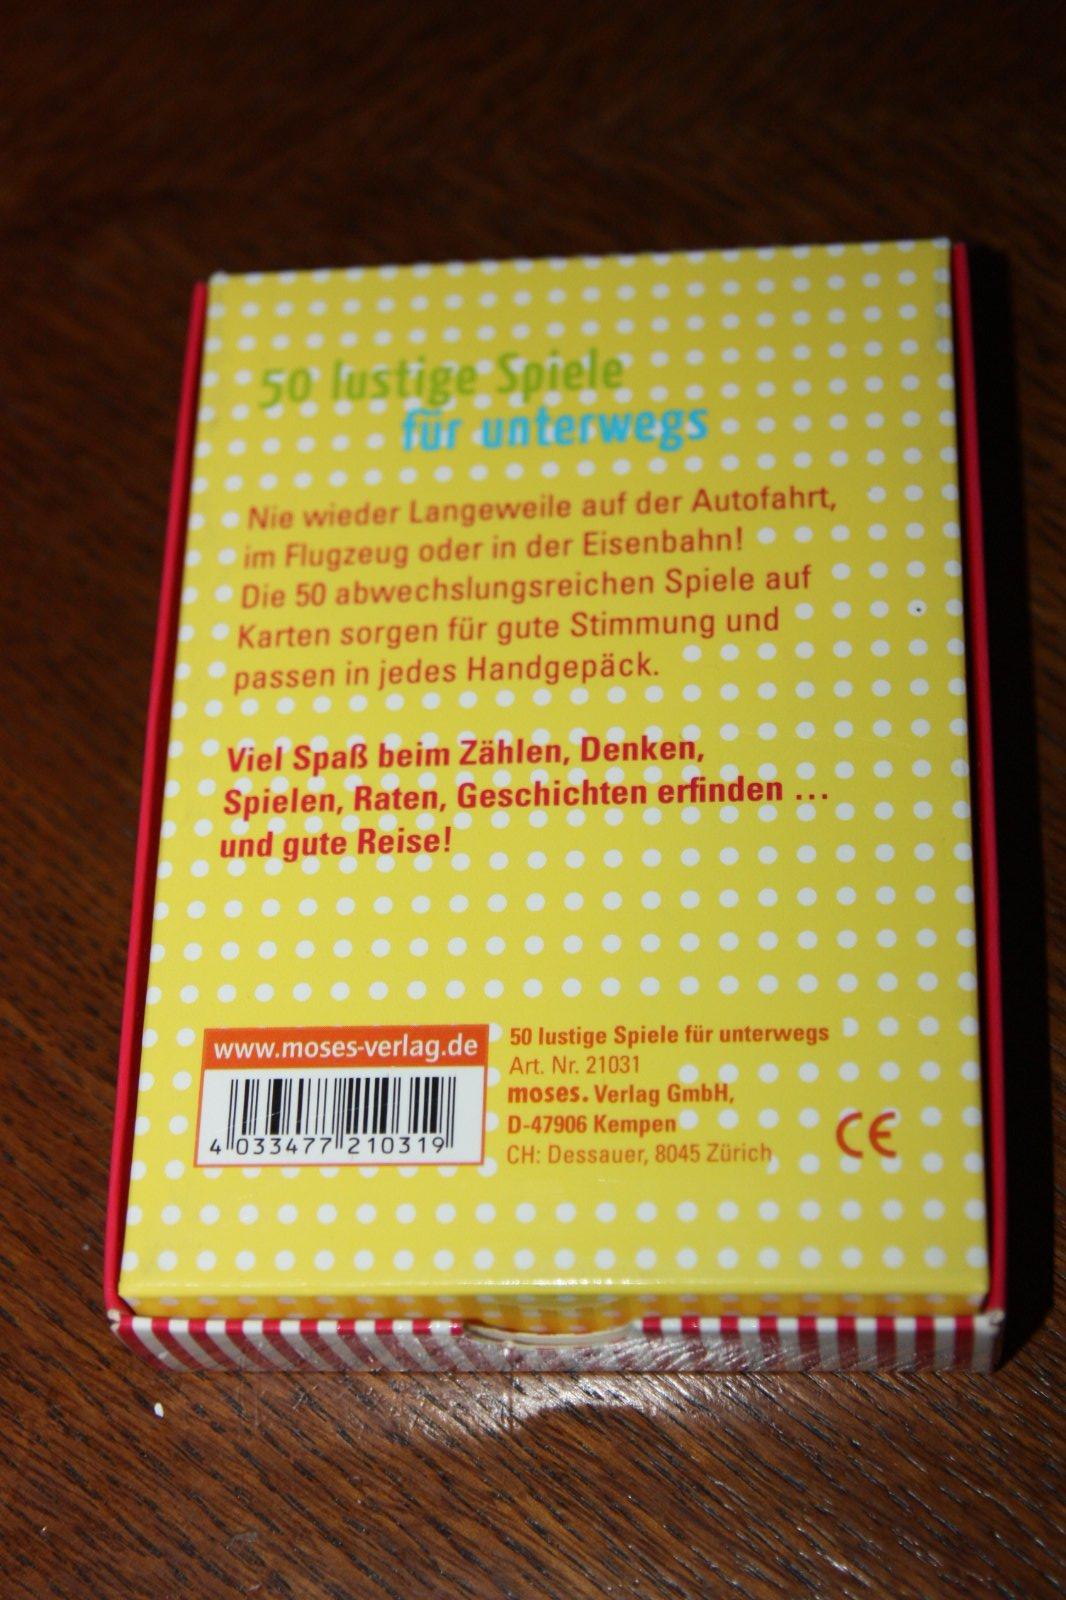 50 lustige Spiele
für unterwegs
Nie wieder Langeweile auf der Autofahrt,
im Flugzeug oder in der Eisenbahn!
Die 50 abwechslungsreichen Spiele auf
Karten sorgen für gute Stimmung und
passen in jedes Handgepäck.
Viel Spaß beim Zählen, Denken,
Spielen, Raten, Geschichten erfinden ...
und gute Reise!
www.moses-verlag.de
4 033477 210319
50 lustige Spiele für unterwegs
Art. Nr. 21031
moses. Verlag GmbH,
D-47906 Kempen
CH: Dessauer, 8045 Zürich
CE